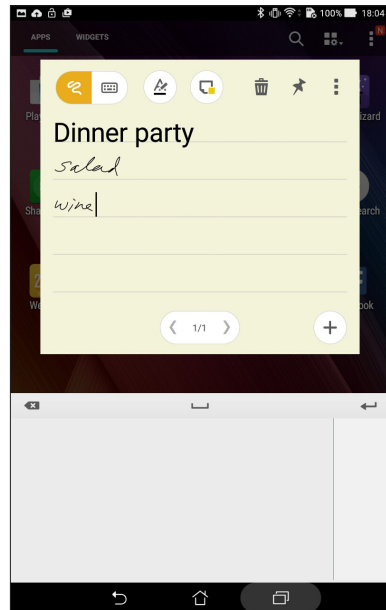 100% 18:04
APPS WIDGETS
N
Dinner party
salad
wine
1/1